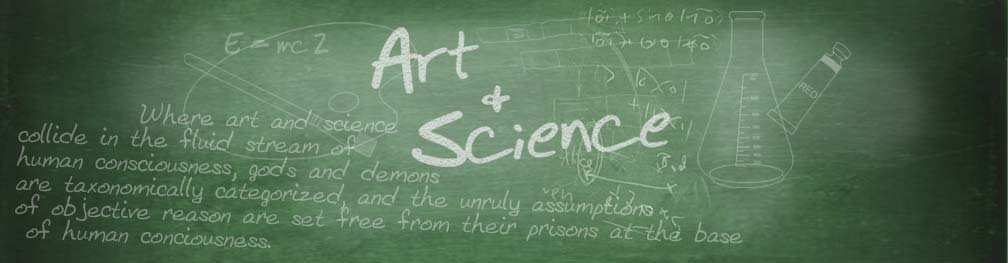 E = mc2
Art
+
Science
RED
Where art and science
collide in the fluid stream of
human consciousness, gods and demons
are taxonomically categorized, and the unruly assumptions
of objective reason are set free from their prisons at the base
of human conciousness.